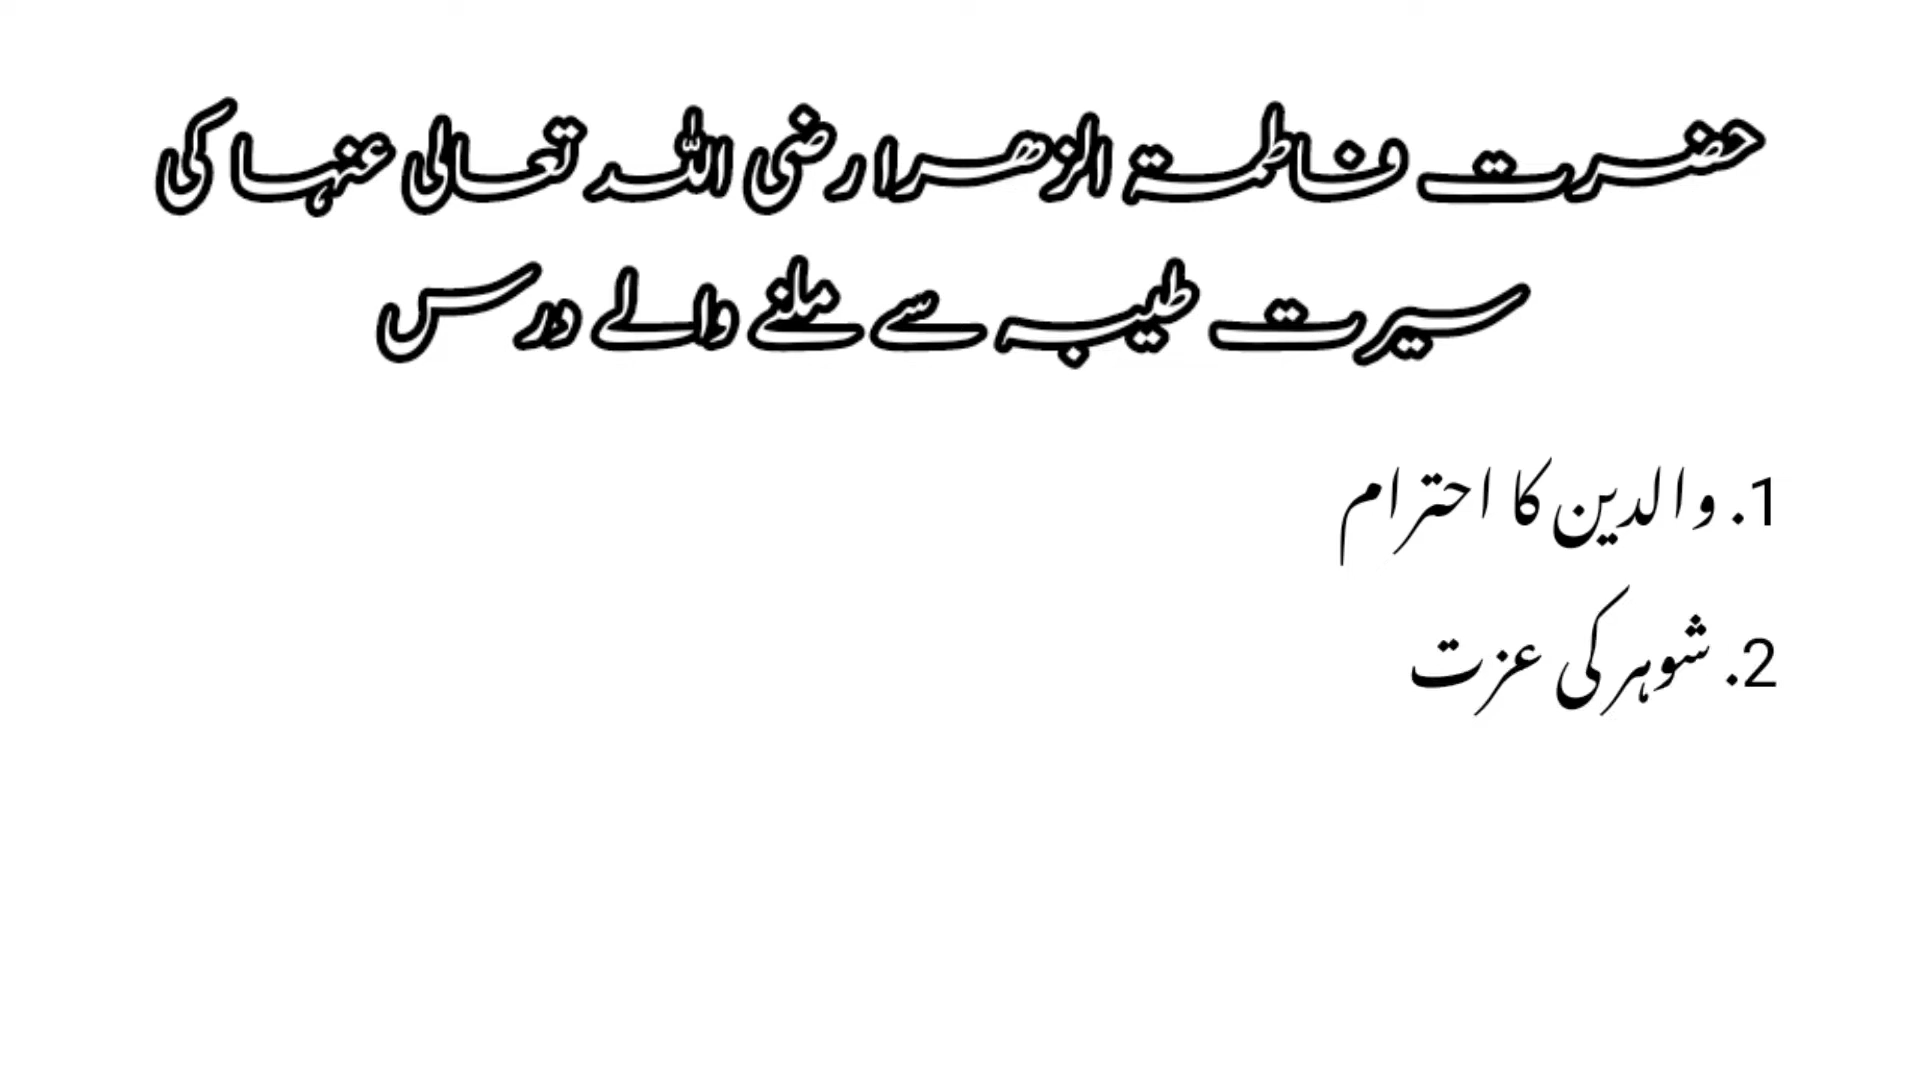 حضرت فاطمۃ الزھرا رضی اللہ تعالی عنہا کی
سیرت طیبہ سے ملنے والے درس
1. والدین کا احترام
2. شوہر کی عزت